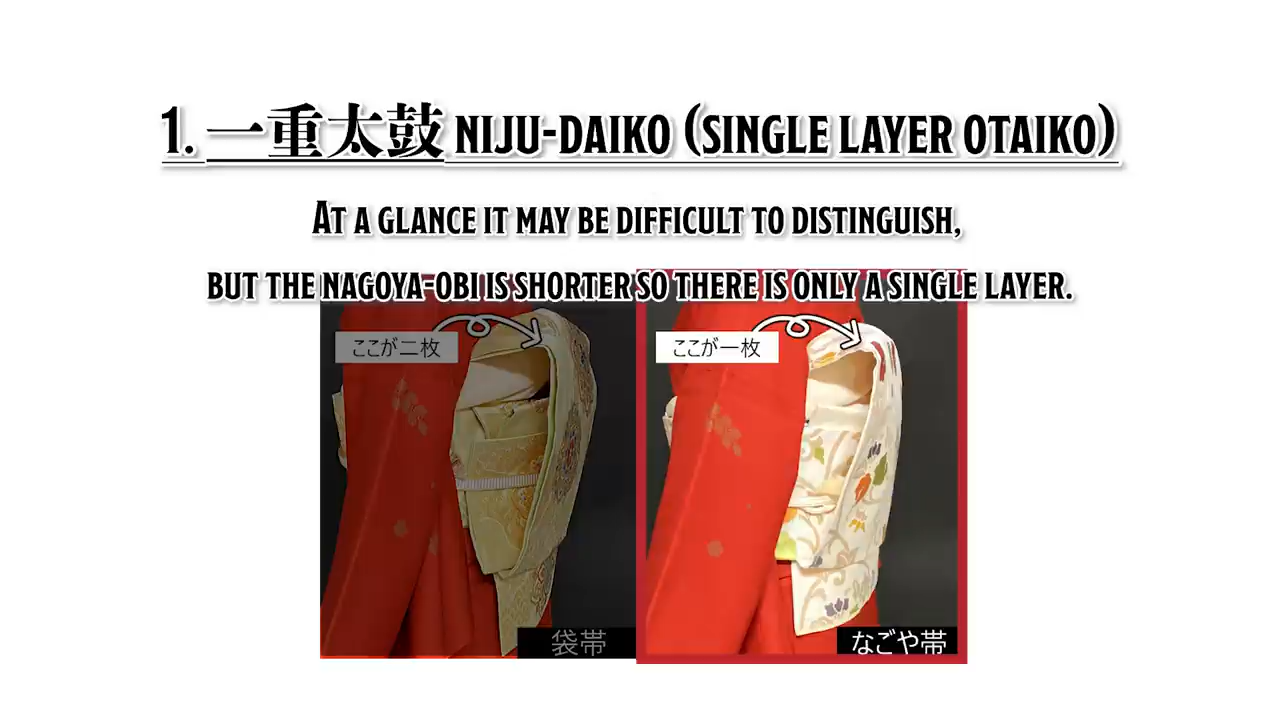 1. 一重太鼓 NIJU-DAIKO (SINGLE LAYER OTAIKO)
AT A GLANCE IT MAY BE DIFFICULT TO DISTINGUISH,
BUT THE NAGOYA-OBI IS SHORTER SO THERE IS ONLY A SINGLE LAYER.
ここが二枚
ここが一枚
袋帯
なごや帯